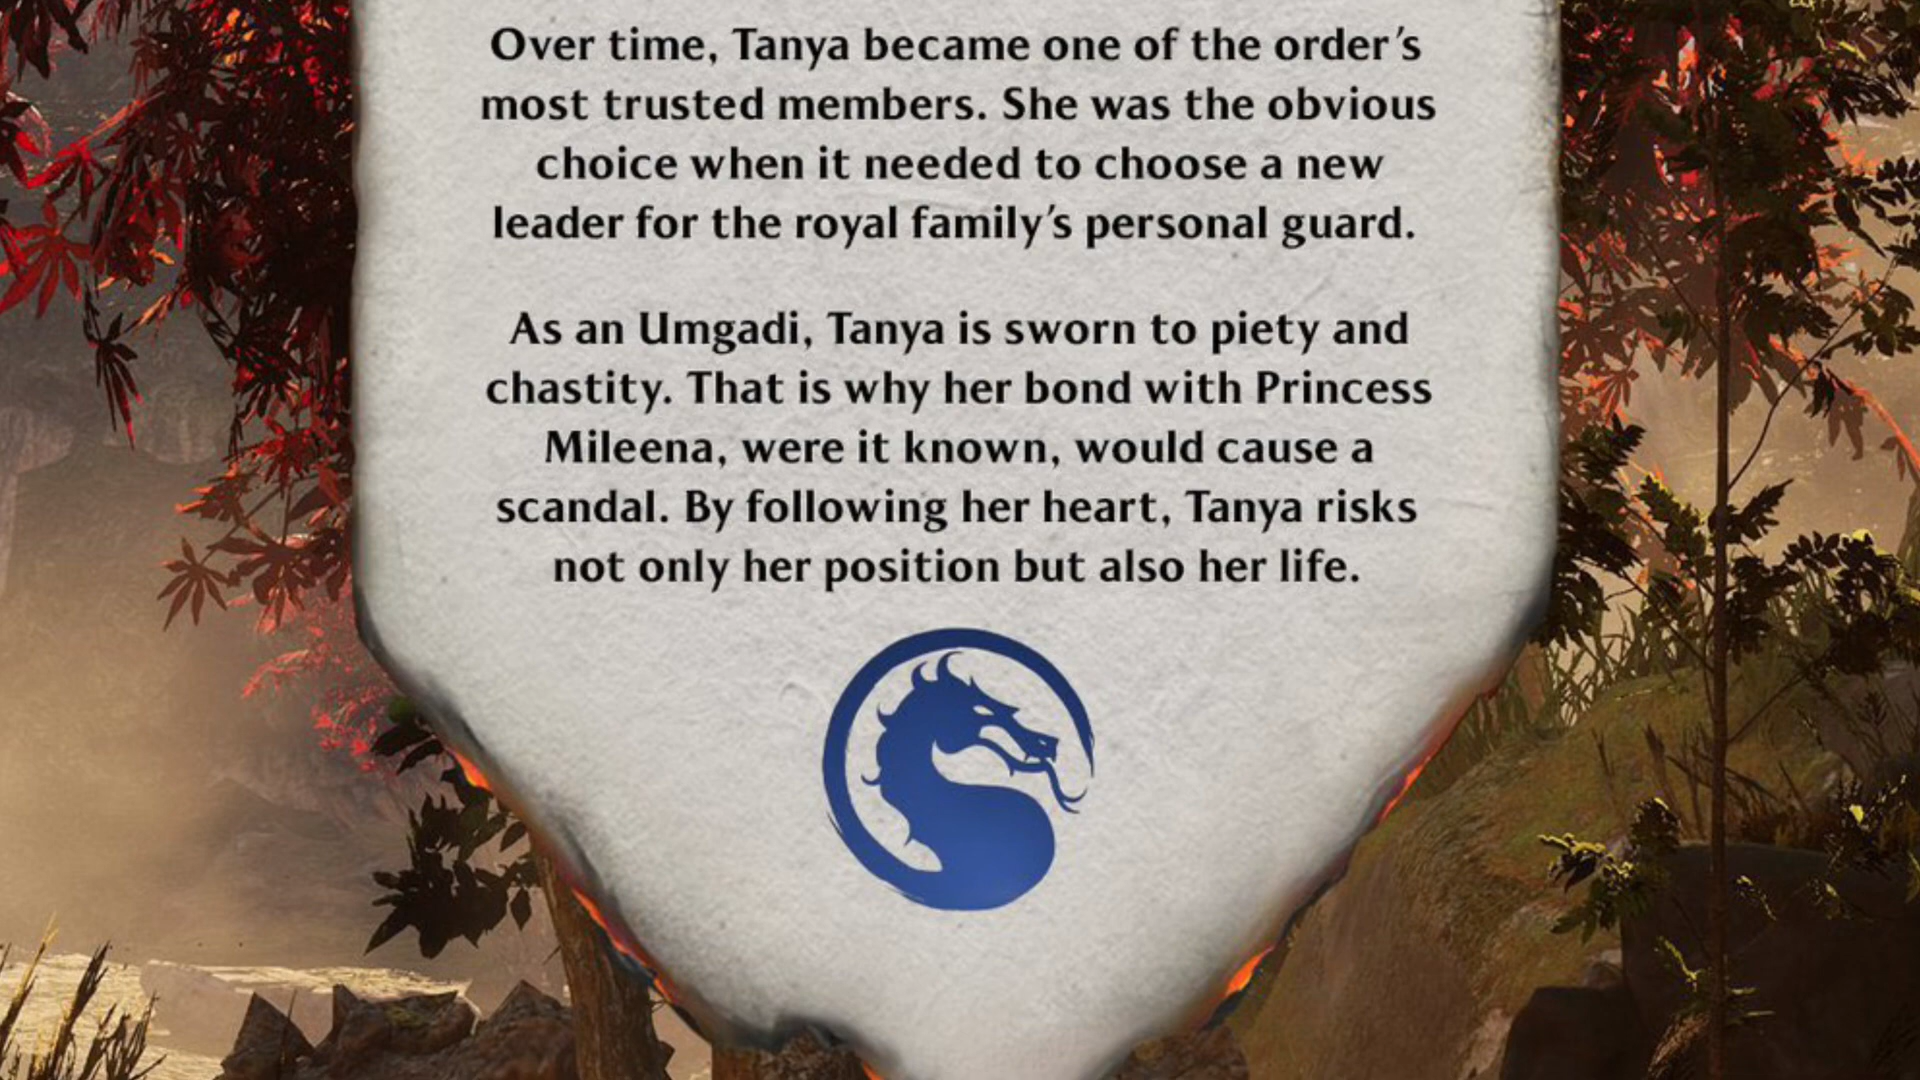 Over time, Tanya became one of the order’s
most trusted members. She was the obvious
choice when it needed to choose a new
leader for the royal family’s personal guard.
As an Umgadi, Tanya is sworn to piety and
chastity. That is why her bond with Princess
Mileena, were it known, would cause a
scandal. By following her heart, Tanya risks
not only her position but also her life.